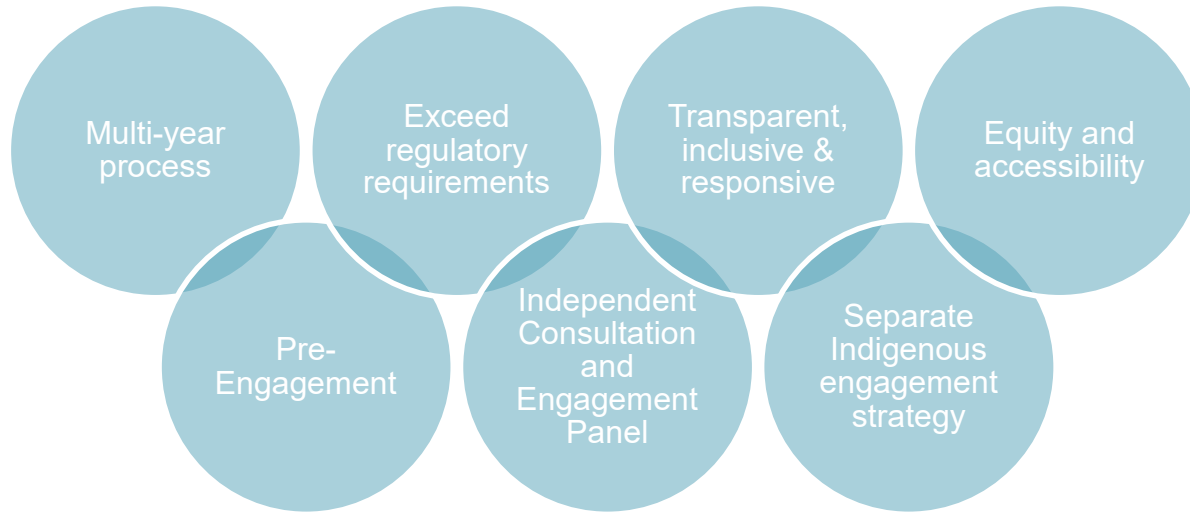 Multi-year
process
Exceed
regulatory
requirements
Transparent,
inclusive &
responsive
Equity and
accessibility
Pre-
Engagement
Independent
Consultation
and
Engagement
Panel
Separate
Indigenous
engagement
strategy